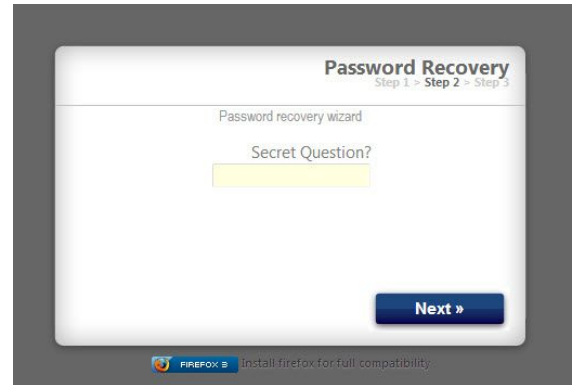 Password Recovery
Step 1 > Step 2 > Step 3
Password recovery wizard
Secret Question?
Next »
FIREFOX 3 Install firefox for full compatibility